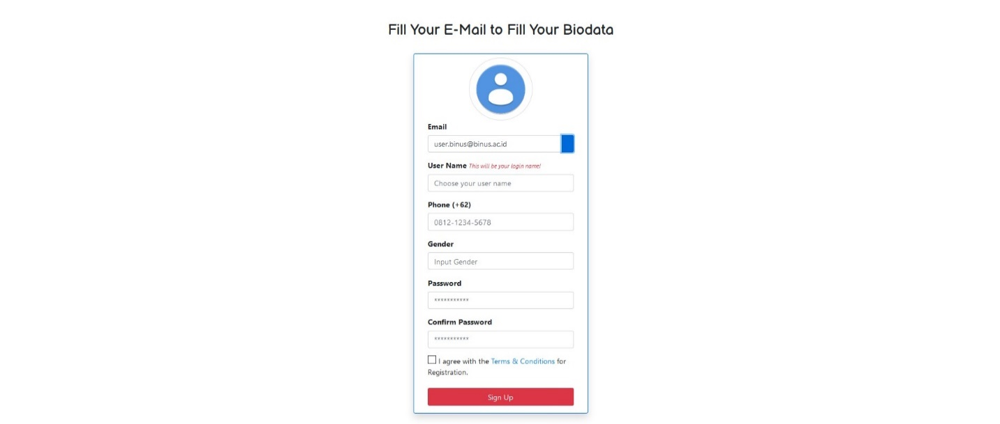 Fill Your E-Mail to Fill Your Biodata
Email
user.binus@binus.ac.id
User Name This will be your login name!
Choose your user name
Phone (+62)
0812-1234-5678
Gender
Input Gender
Password
***********
Confirm Password
***********
I agree with the Terms & Conditions for
Registration.
Sign Up